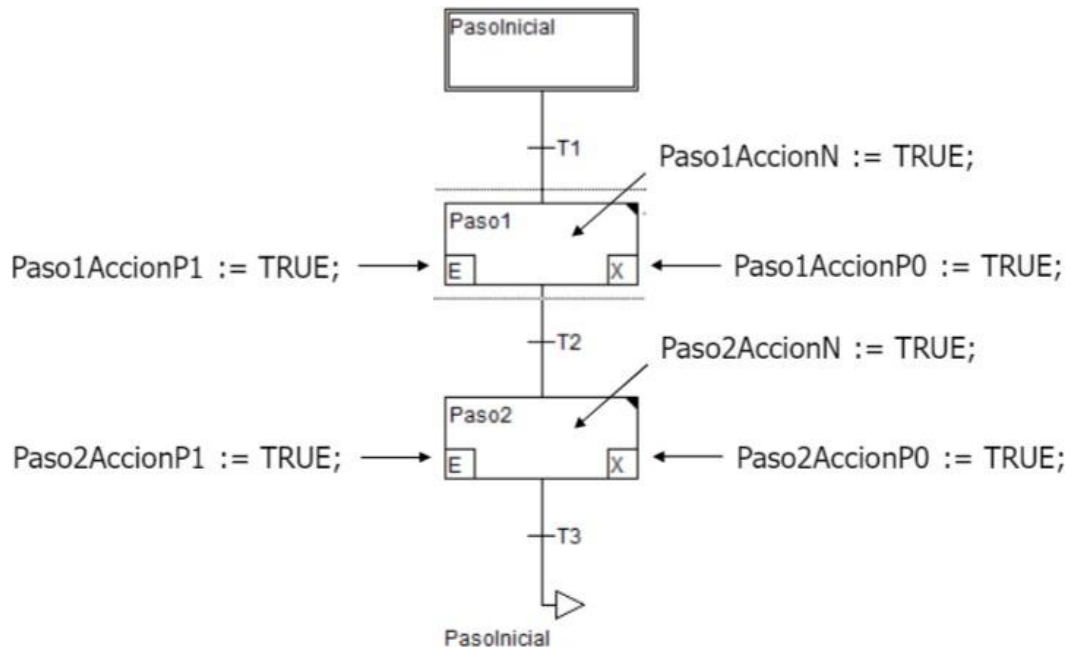 PasoInicial
T1
Paso1AccionN := TRUE;
Paso1
Paso1AccionP1 := TRUE;
E
X
Paso1AccionP0 := TRUE;
T2
Paso2AccionN := TRUE;
Paso2
Paso2AccionP1 := TRUE;
E
X
Paso2AccionP0 := TRUE;
T3
PasoInicial